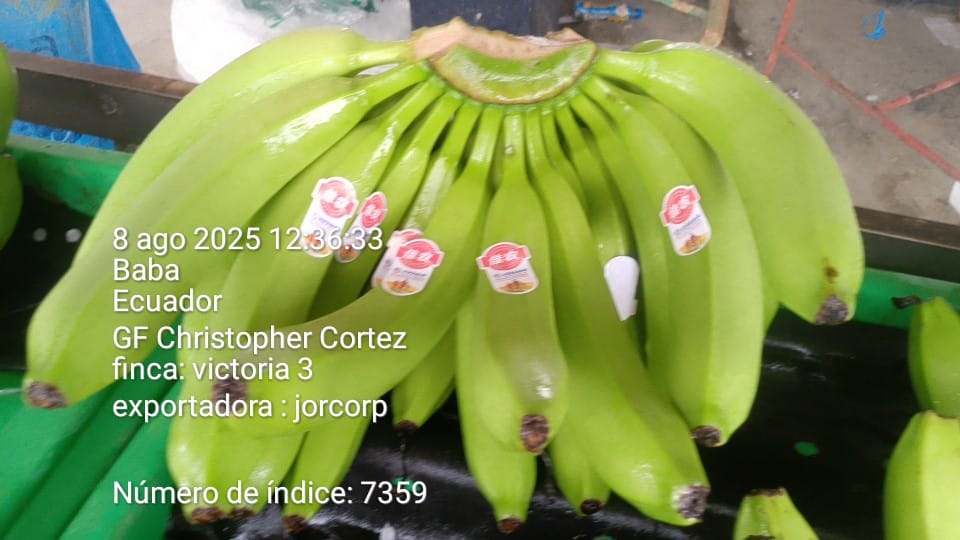 8 ago 2025 12:36:33
Baba
Ecuador
GF Christopher Cortez
finca: victoria 3
exportadora : jorcorp
Número de índice: 7359